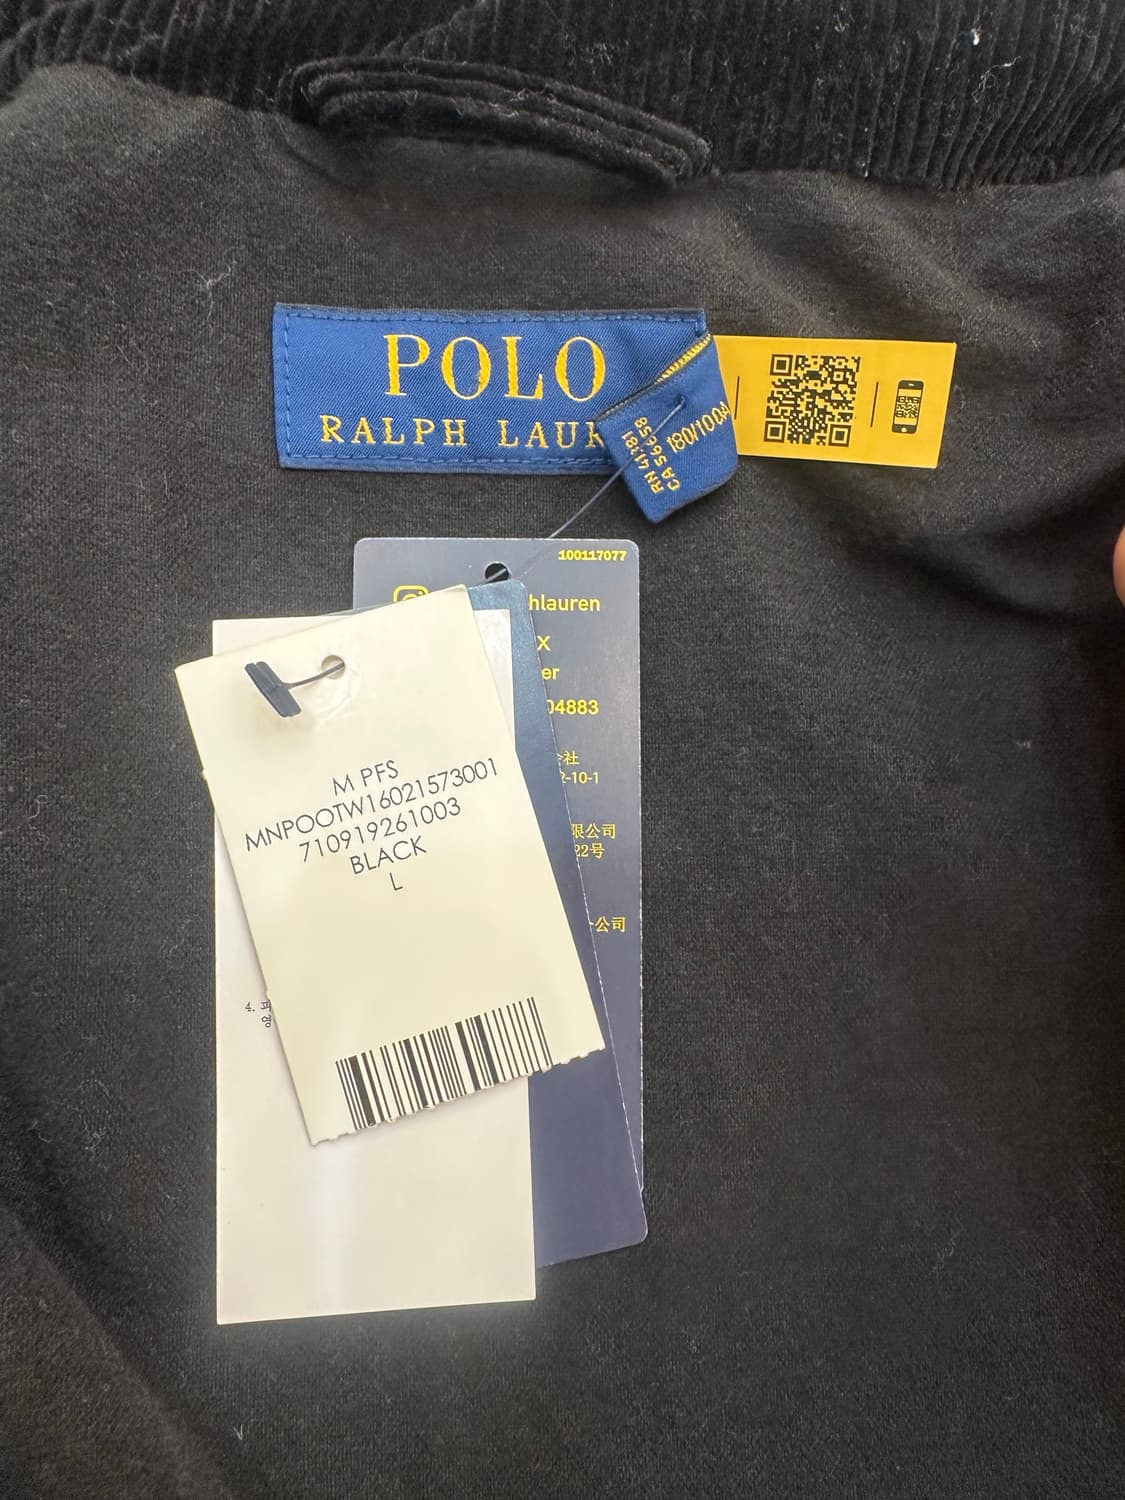 POLO
RALPH LAUR
180/100A
RN 41381
CA 56658
100117077
hlauren
X
er
04883
社
2-10-1
限公司
22号
公司
M PFS
MNPOOTW16021573001
710919261003
BLACK
L
4.